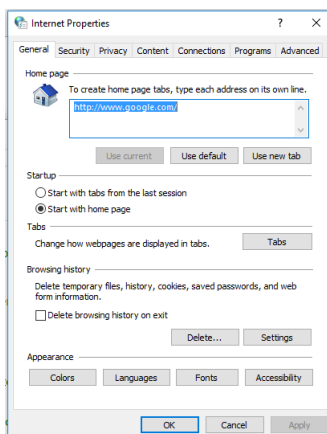 Internet Properties
? X
General Security Privacy Content Connections Programs Advanced
Home page
To create home page tabs, type each address on its own line.
http://www.google.com/
Use current Use default Use new tab
Startup
Start with tabs from the last session
Start with home page
Tabs
Change how webpages are displayed in tabs. Tabs
Browsing history
Delete temporary files, history, cookies, saved passwords, and web
form information.
Delete browsing history on exit
Delete... Settings
Appearance
Colors Languages Fonts Accessibility
OK Cancel Apply